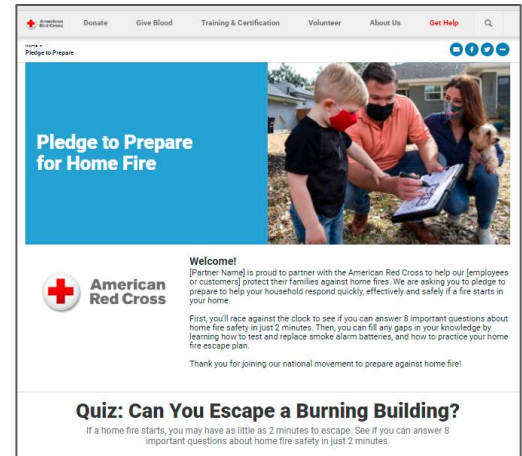 American Red Cross
Donate
Give Blood
Training & Certification
Volunteer
About Us
Get Help
Home >
Pledge to Prepare
Pledge to Prepare
for Home Fire
American
Red Cross
Welcome!
[Partner Name] is proud to partner with the American Red Cross to help our [employees
or customers] protect their families against home fires. We are asking you to pledge to
prepare to help your household respond quickly, effectively and safely if a fire starts in
your home.
First, you'll race against the clock to see if you can answer 8 important questions about
home fire safety in just 2 minutes. Then, you can fill any gaps in your knowledge by
learning how to test and replace smoke alarm batteries, and how to practice your home
fire escape plan.
Thank you for joining our national movement to prepare against home fire!
Quiz: Can You Escape a Burning Building?
If a home fire starts, you may have as little as 2 minutes to escape. See if you can answer 8
important questions about home fire safety in just 2 minutes.